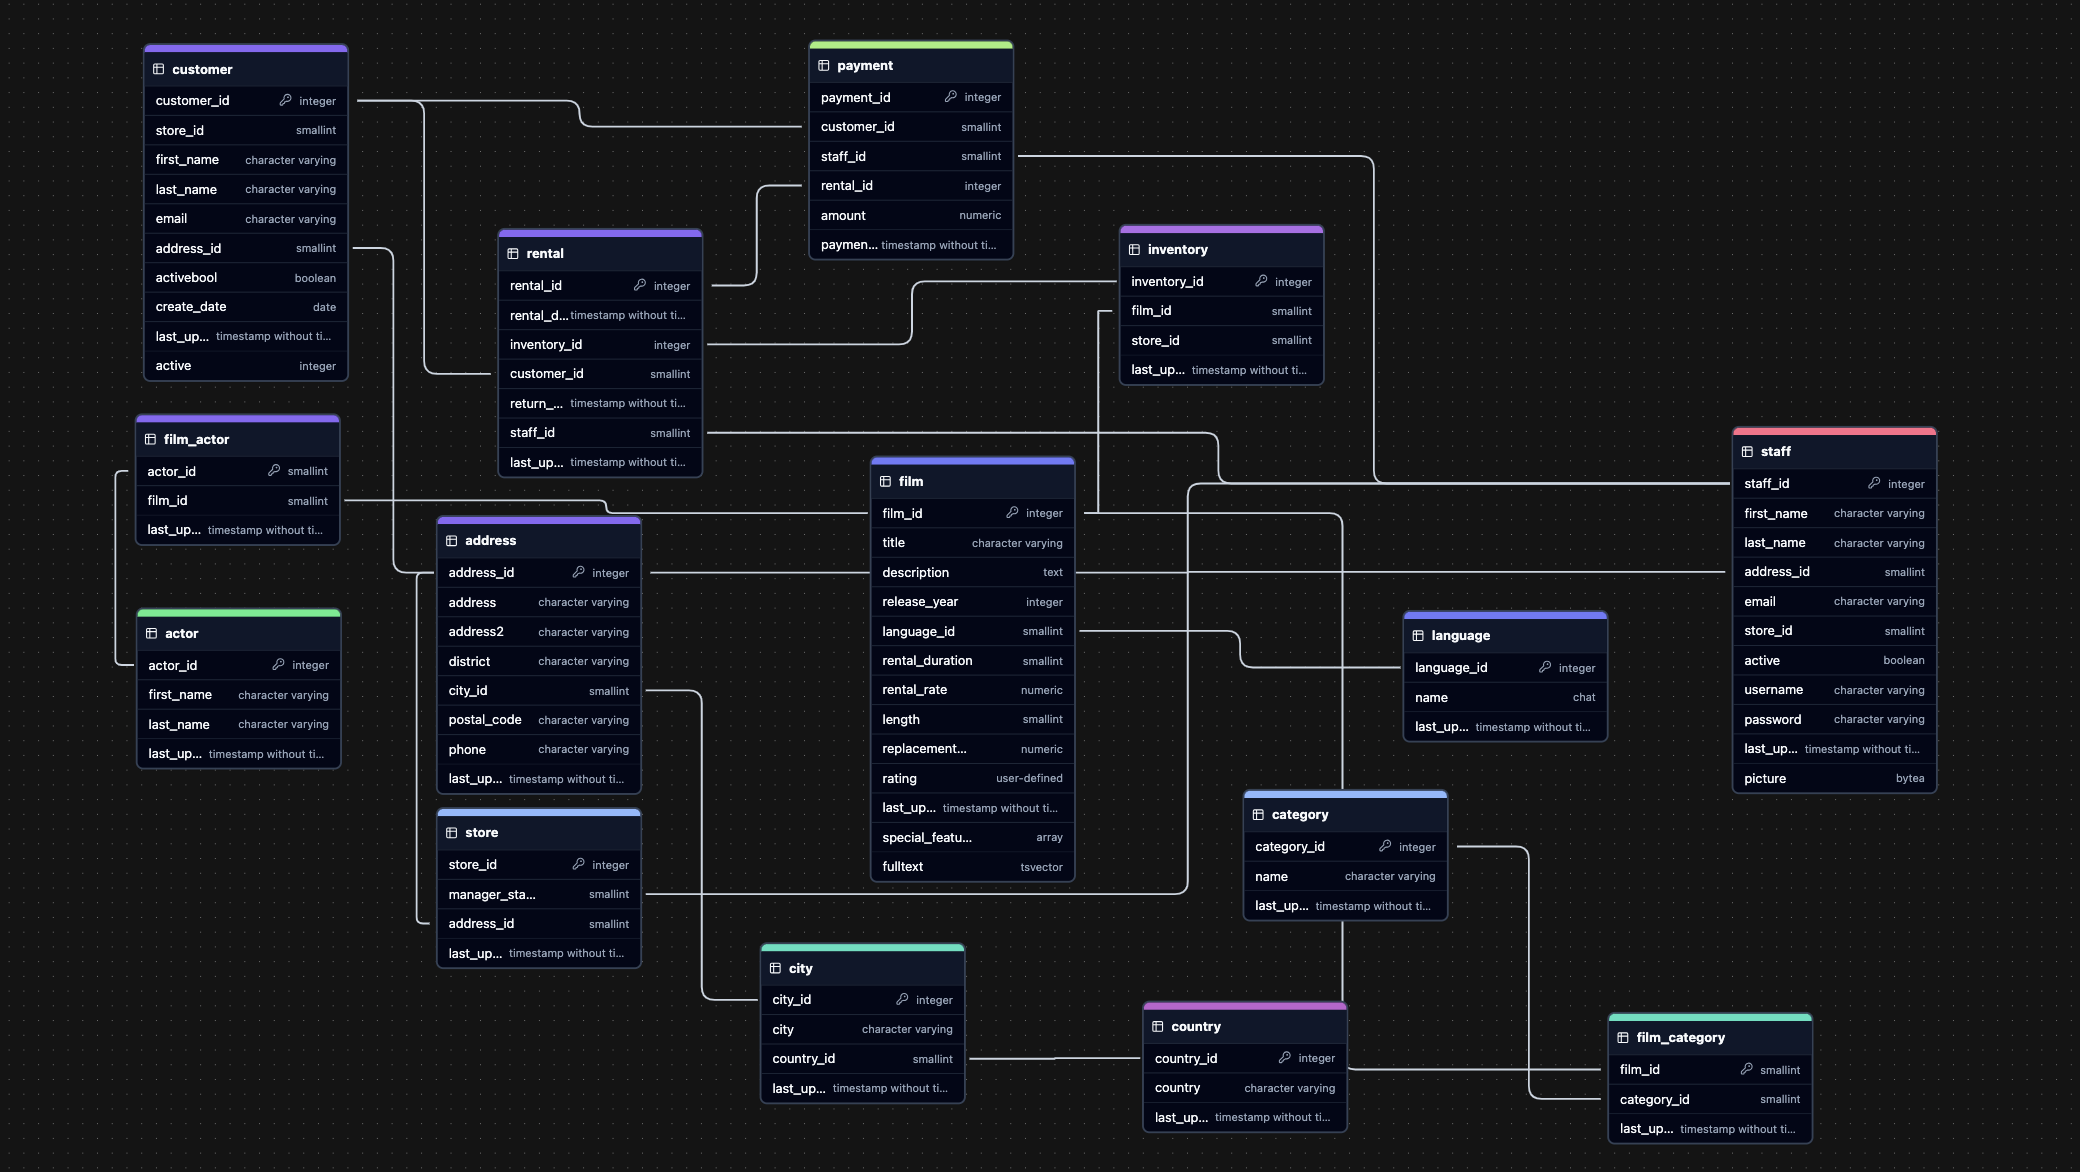 customer
customer_id integer
store_id smallint
first_name character varying
last_name character varying
email character varying
address_id smallint
activebool boolean
create_date date
last_up... timestamp without ti...
active integer
payment
payment_id integer
customer_id smallint
staff_id smallint
rental_id integer
amount numeric
paymen... timestamp without ti...
rental
rental_id integer
rental_d... timestamp without ti...
inventory_id integer
customer_id smallint
return_... timestamp without ti...
staff_id smallint
last_up... timestamp without ti...
inventory
inventory_id integer
film_id smallint
store_id smallint
last_up... timestamp without ti...
film_actor
actor_id smallint
film_id smallint
last_up... timestamp without ti...
actor
actor_id integer
first_name character varying
last_name character varying
last_up... timestamp without ti...
address
address_id integer
address character varying
address2 character varying
district character varying
city_id smallint
postal_code character varying
phone character varying
last_up... timestamp without ti...
store
store_id integer
manager_sta... smallint
address_id smallint
last_up... timestamp without ti...
film
film_id integer
title character varying
description text
release_year integer
language_id smallint
rental_duration smallint
rental_rate numeric
length smallint
replacement... numeric
rating user-defined
last_up... timestamp without ti...
special_featu... array
fulltext tsvector
staff
staff_id integer
first_name character varying
last_name character varying
address_id smallint
email character varying
store_id smallint
active boolean
username character varying
password character varying
last_up... timestamp without ti...
picture bytea
language
language_id integer
name chat
last_up... timestamp without ti...
category
category_id integer
name character varying
last_up... timestamp without ti...
city
city_id integer
city character varying
country_id smallint
last_up... timestamp without ti...
country
country_id integer
country character varying
last_up... timestamp without ti...
film_category
film_id smallint
category_id smallint
last_up... timestamp without ti...